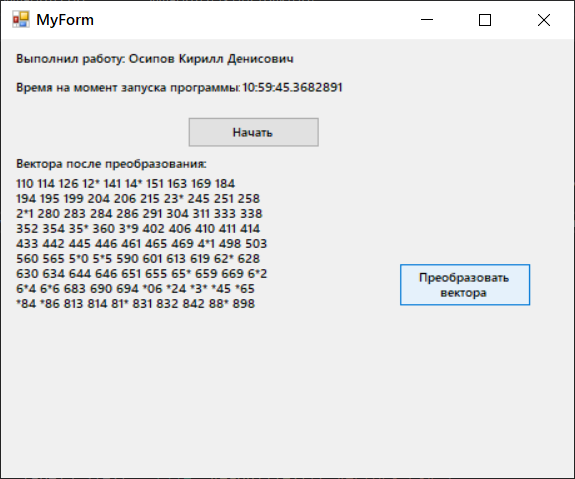 MyForm
Выполнил работу: Осипов Кирилл Денисович
Время на момент запуска программы: 10:59:45.3682891
Начать
Вектора после преобразования:
110 114 126 12* 141 14* 151 163 169 184
194 195 199 204 206 215 23* 245 251 258
2*1 280 283 284 286 291 304 311 333 338
352 354 35* 360 3*9 402 406 410 411 414
433 442 445 446 461 465 469 4*1 498 503
560 565 5*0 5*5 590 601 613 619 62* 628
630 634 644 646 651 655 65* 659 669 6*2
6*4 6*6 683 690 694 *06 *24 *3* *45 *65
*84 *86 813 814 81* 831 832 842 88* 898
Преобразовать
вектора